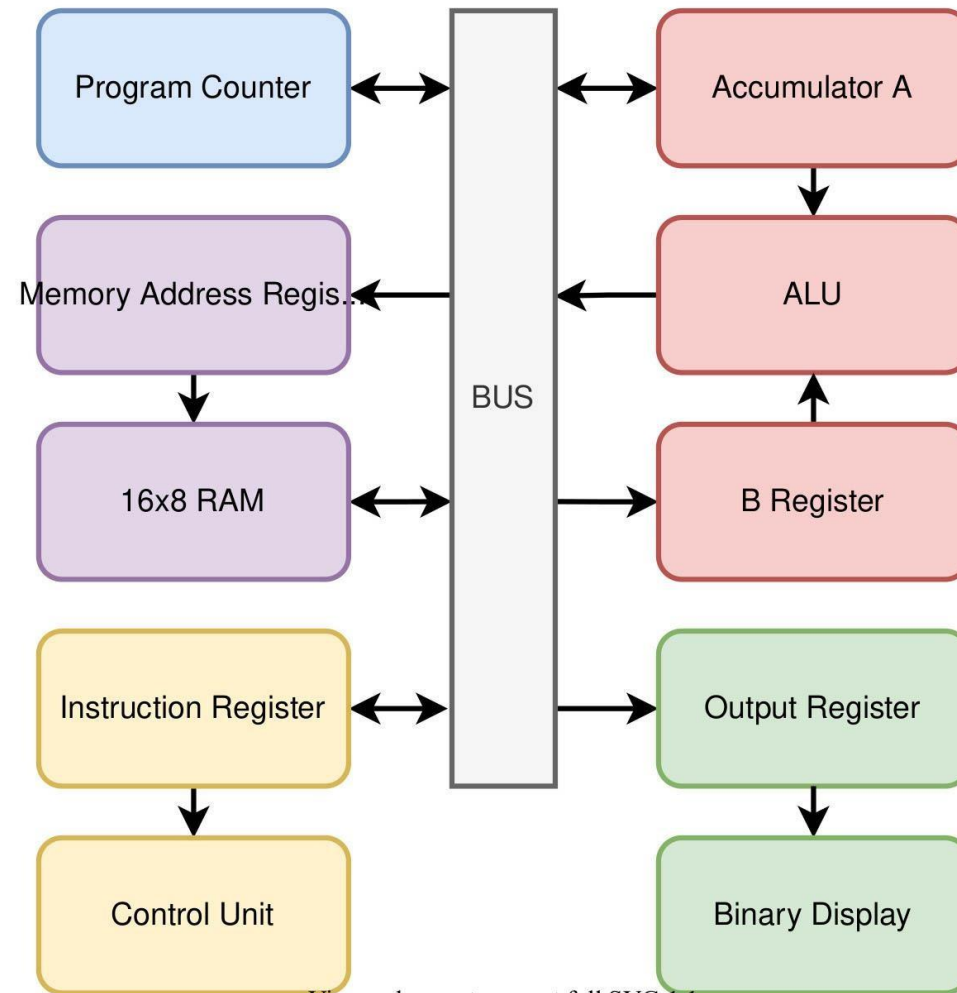 Program Counter
Accumulator A
Memory Address Regis...
ALU
BUS
16x8 RAM
B Register
Instruction Register
Output Register
Control Unit
Binary Display